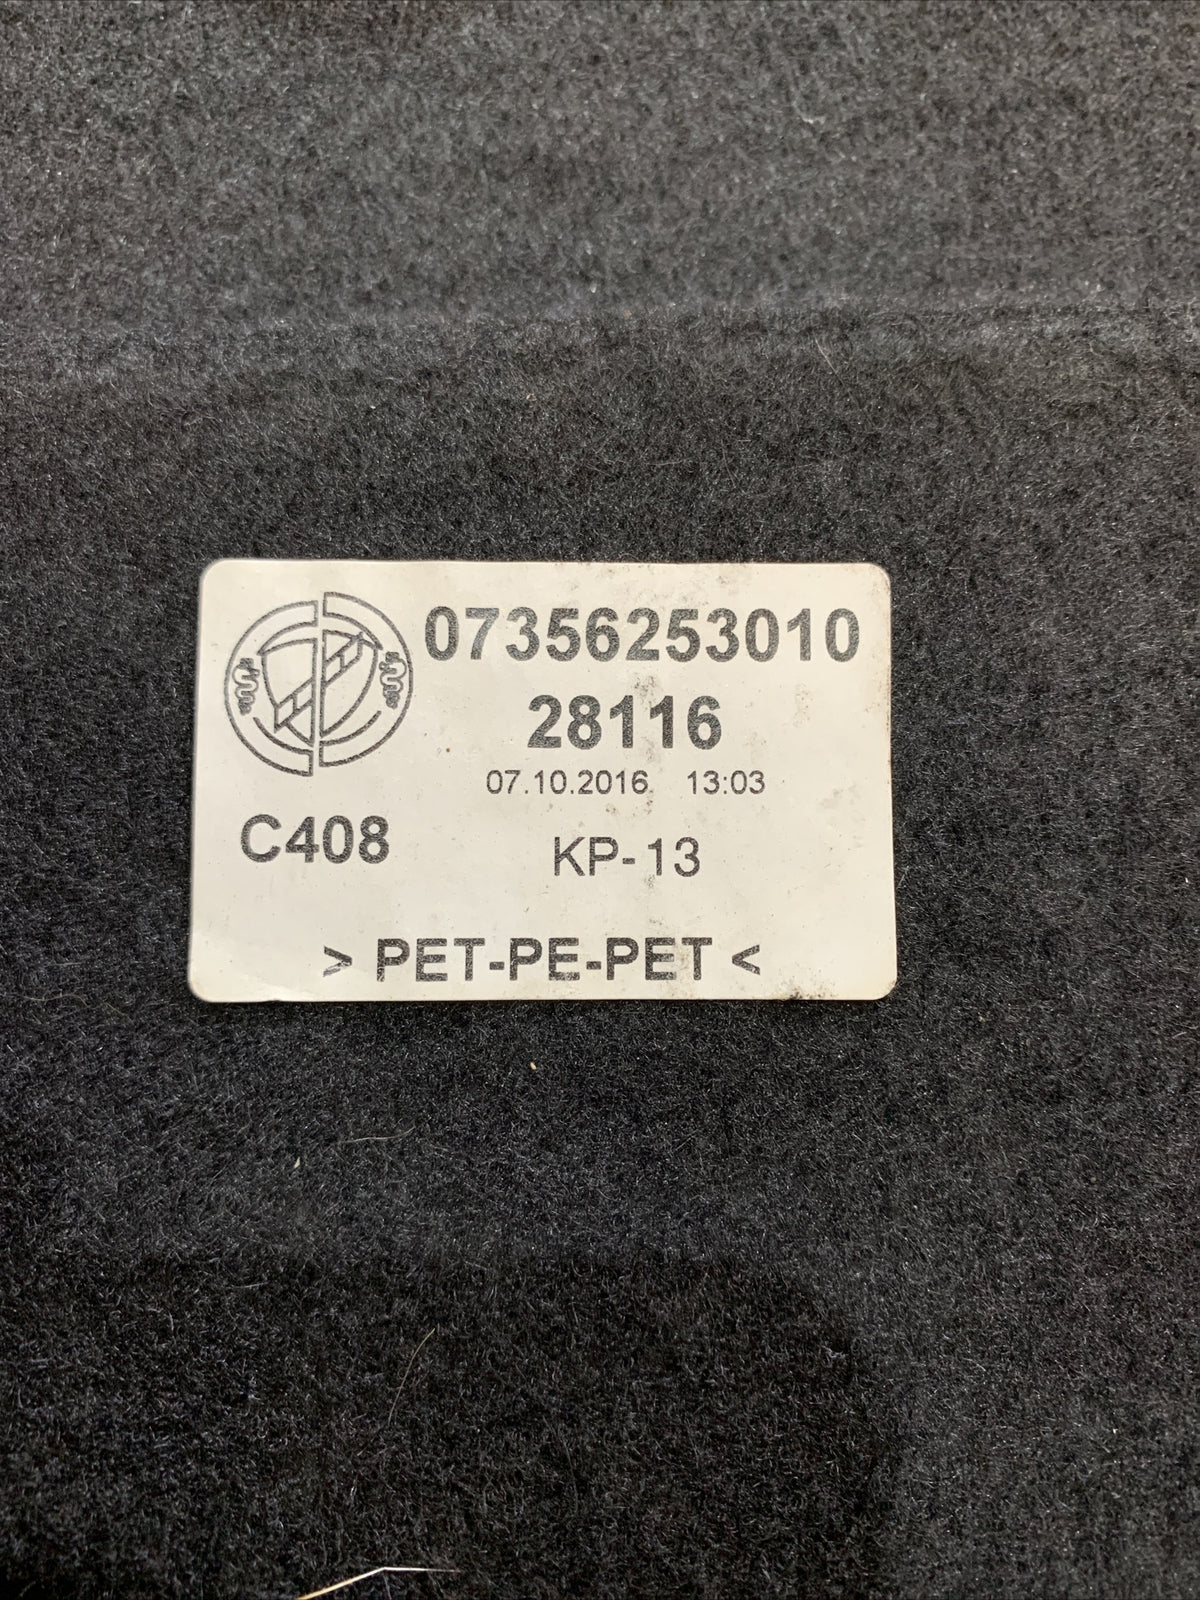 07356253010
28116
07.10.2016 13:03
C408
KP-13
> PET-PE-PET <